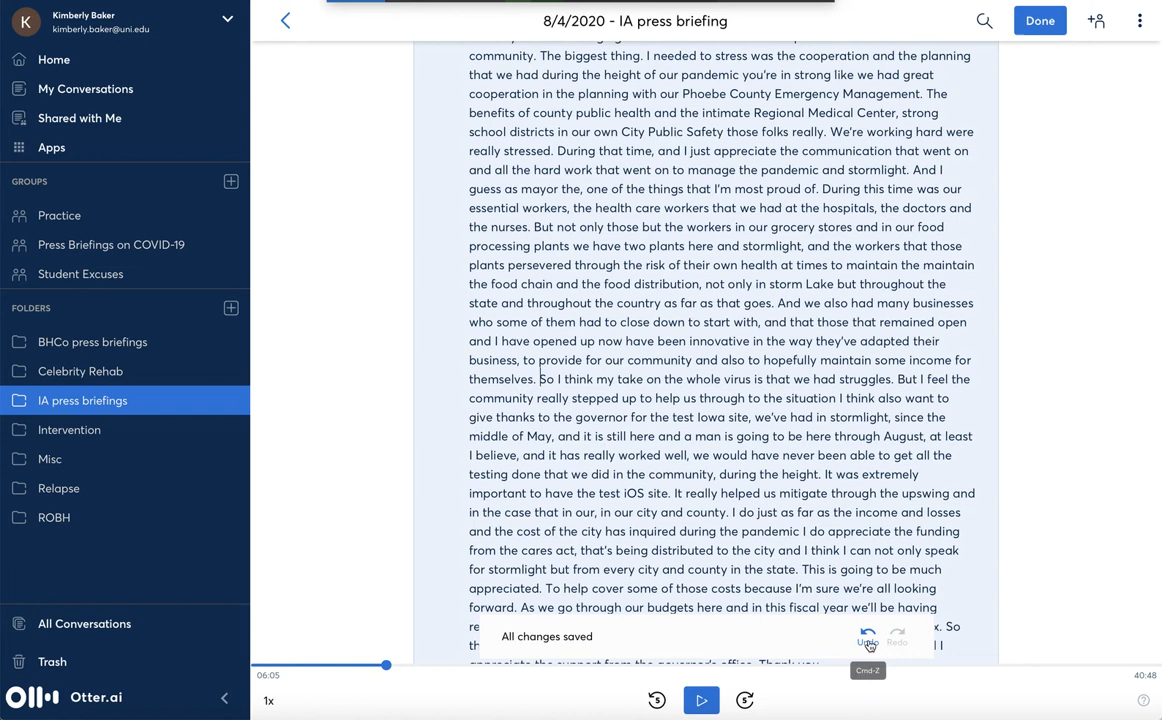 K
Kimberly Baker
kimberly.baker@uni.edu
Home
My Conversations
Shared with Me
Apps
GROUPS
Practice
Press Briefings on COVID-19
Student Excuses
FOLDERS
BHCo press briefings
Celebrity Rehab
IA press briefings
Intervention
Misc
Relapse
ROBH
All Conversations
Trash
Otter.ai
8/4/2020 - IA press briefing
Done
community. The biggest thing. I needed to stress was the cooperation and the planning
that we had during the height of our pandemic you're in strong like we had great
cooperation in the planning with our Phoebe County Emergency Management. The
benefits of county public health and the intimate Regional Medical Center, strong
school districts in our own City Public Safety those folks really. We're working hard were
really stressed. During that time, and I just appreciate the communication that went on
and all the hard work that went on to manage the pandemic and stormlight. And I
guess as mayor the, one of the things that I'm most proud of. During this time was our
essential workers, the health care workers that we had at the hospitals, the doctors and
the nurses. But not only those but the workers in our grocery stores and in our food
processing plants we have two plants here and stormlight, and the workers that those
plants persevered through the risk of their own health at times to maintain the maintain
the food chain and the food distribution, not only in storm Lake but throughout the
state and throughout the country as far as that goes. And we also had many businesses
who some of them had to close down to start with, and that those that remained open
and I have opened up now have been innovative in the way they've adapted their
business, to provide for our community and also to hopefully maintain some income for
themselves. So I think my take on the whole virus is that we had struggles. But I feel the
community really stepped up to help us through to the situation I think also want to
give thanks to the governor for the test Iowa site, we've had in stormlight, since the
middle of May, and it is still here and a man is going to be here through August, at least
I believe, and it has really worked well, we would have never been able to get all the
testing done that we did in the community, during the height. It was extremely
important to have the test iOS site. It really helped us mitigate through the upswing and
in the case that in our, in our city and county. I do just as far as the income and losses
and the cost of the city has inquired during the pandemic I do appreciate the funding
from the cares act, that's being distributed to the city and I think I can not only speak
for stormlight but from every city and county in the state. This is going to be much
appreciated. To help cover some of those costs because I'm sure we're all looking
forward. As we go through our budgets here and in this fiscal year we'll be having
So
appreciate the support from the governor's office. Thank you
All changes saved
Undo
Redo
Cmd-Z
06:05
40:48
1x
5
5